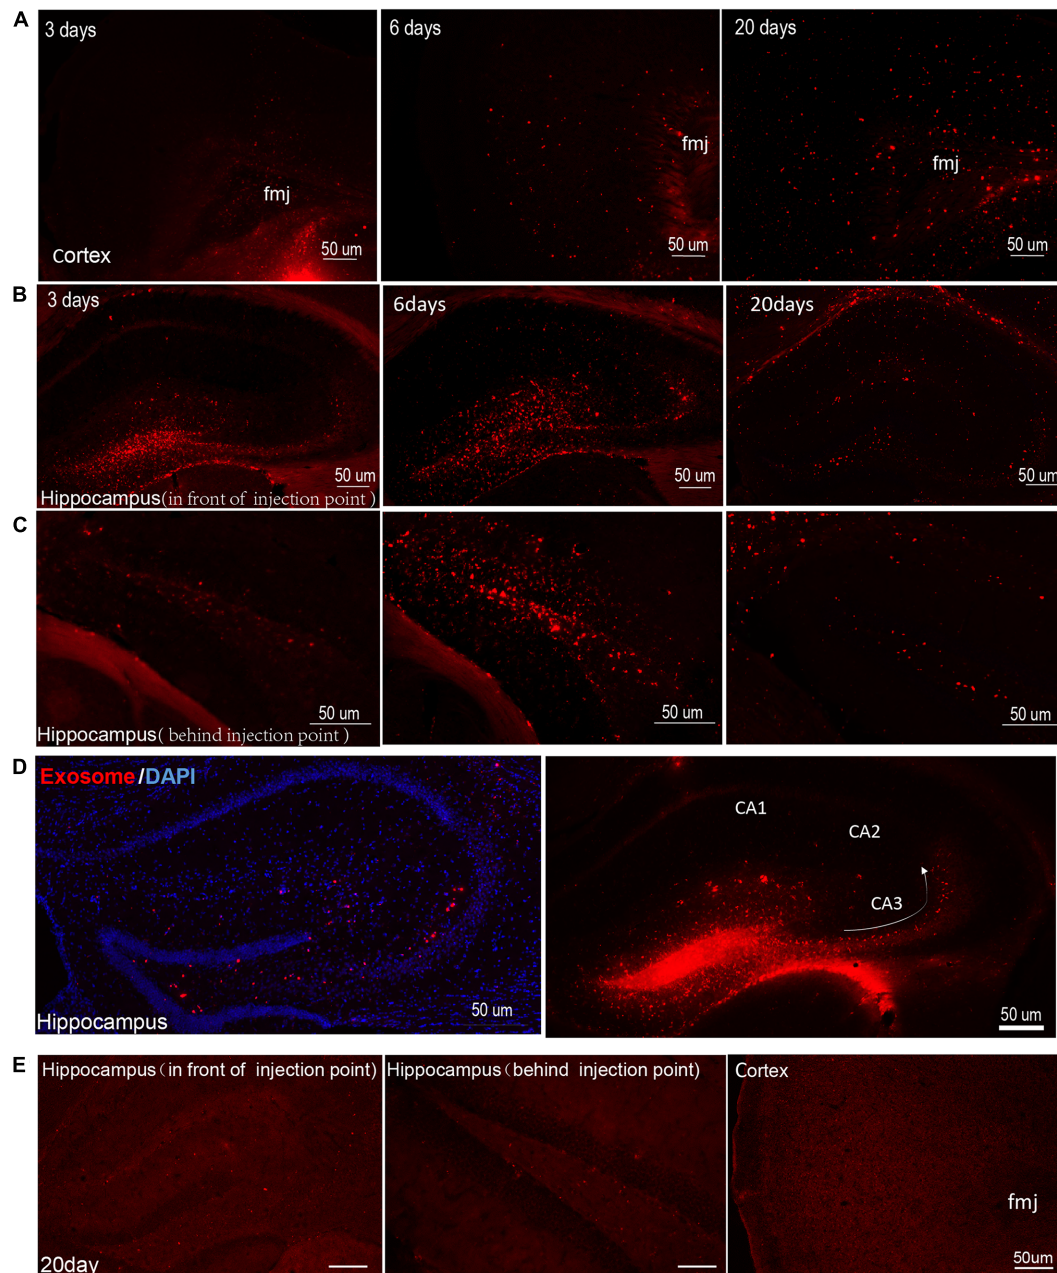 A
3 days
6 days
20 days
fmj
fmj
fmj
Cortex
50 um
50 um
50 um
B
3 days
6days
20days
50 um
50 um
50 um
Hippocampus(in front of injection point)
C
50 um
50 um
50 um
Hippocampus( behind injection point )
D
Exosome/DAPI
CA1
CA2
CA3
50 um
50 um
Hippocampus
E
Hippocampus(in front of injection point)
Hippocampus(behind injection point)
Cortex
fmj
20day
50um